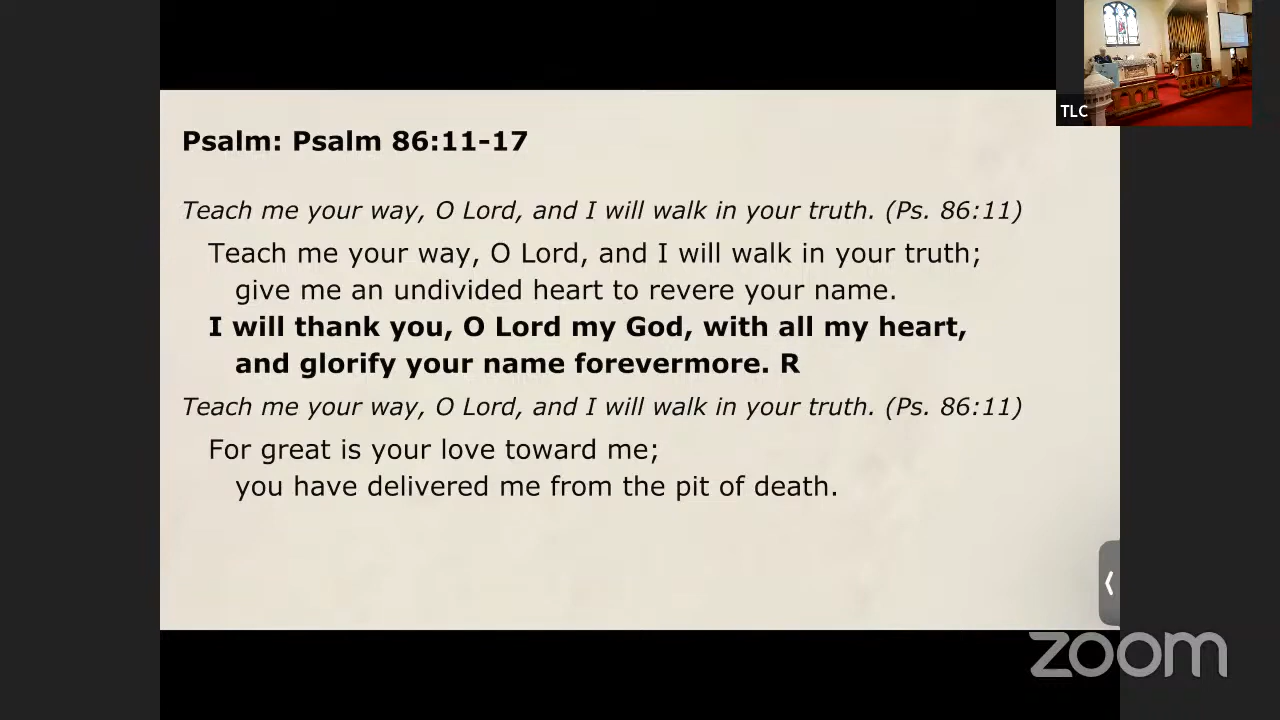 TLC
Psalm: Psalm 86:11-17
Teach me your way, O Lord, and I will walk in your truth. (Ps. 86:11)
Teach me your way, O Lord, and I will walk in your truth;
give me an undivided heart to revere your name.
I will thank you, O Lord my God, with all my heart,
and glorify your name forevermore. R
Teach me your way, O Lord, and I will walk in your truth. (Ps. 86:11)
For great is your love toward me;
you have delivered me from the pit of death.
zoom